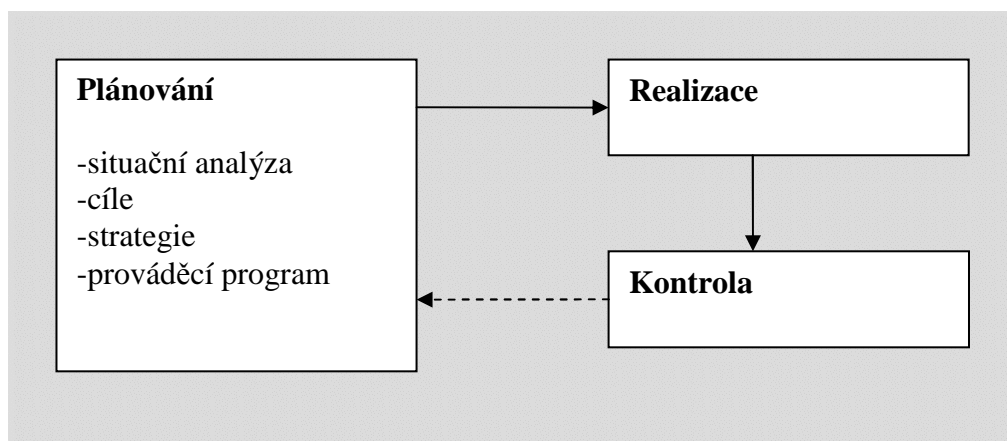 Plánování
-situační analýza
-cíle
-strategie
-prováděcí program
Realizace
Kontrola